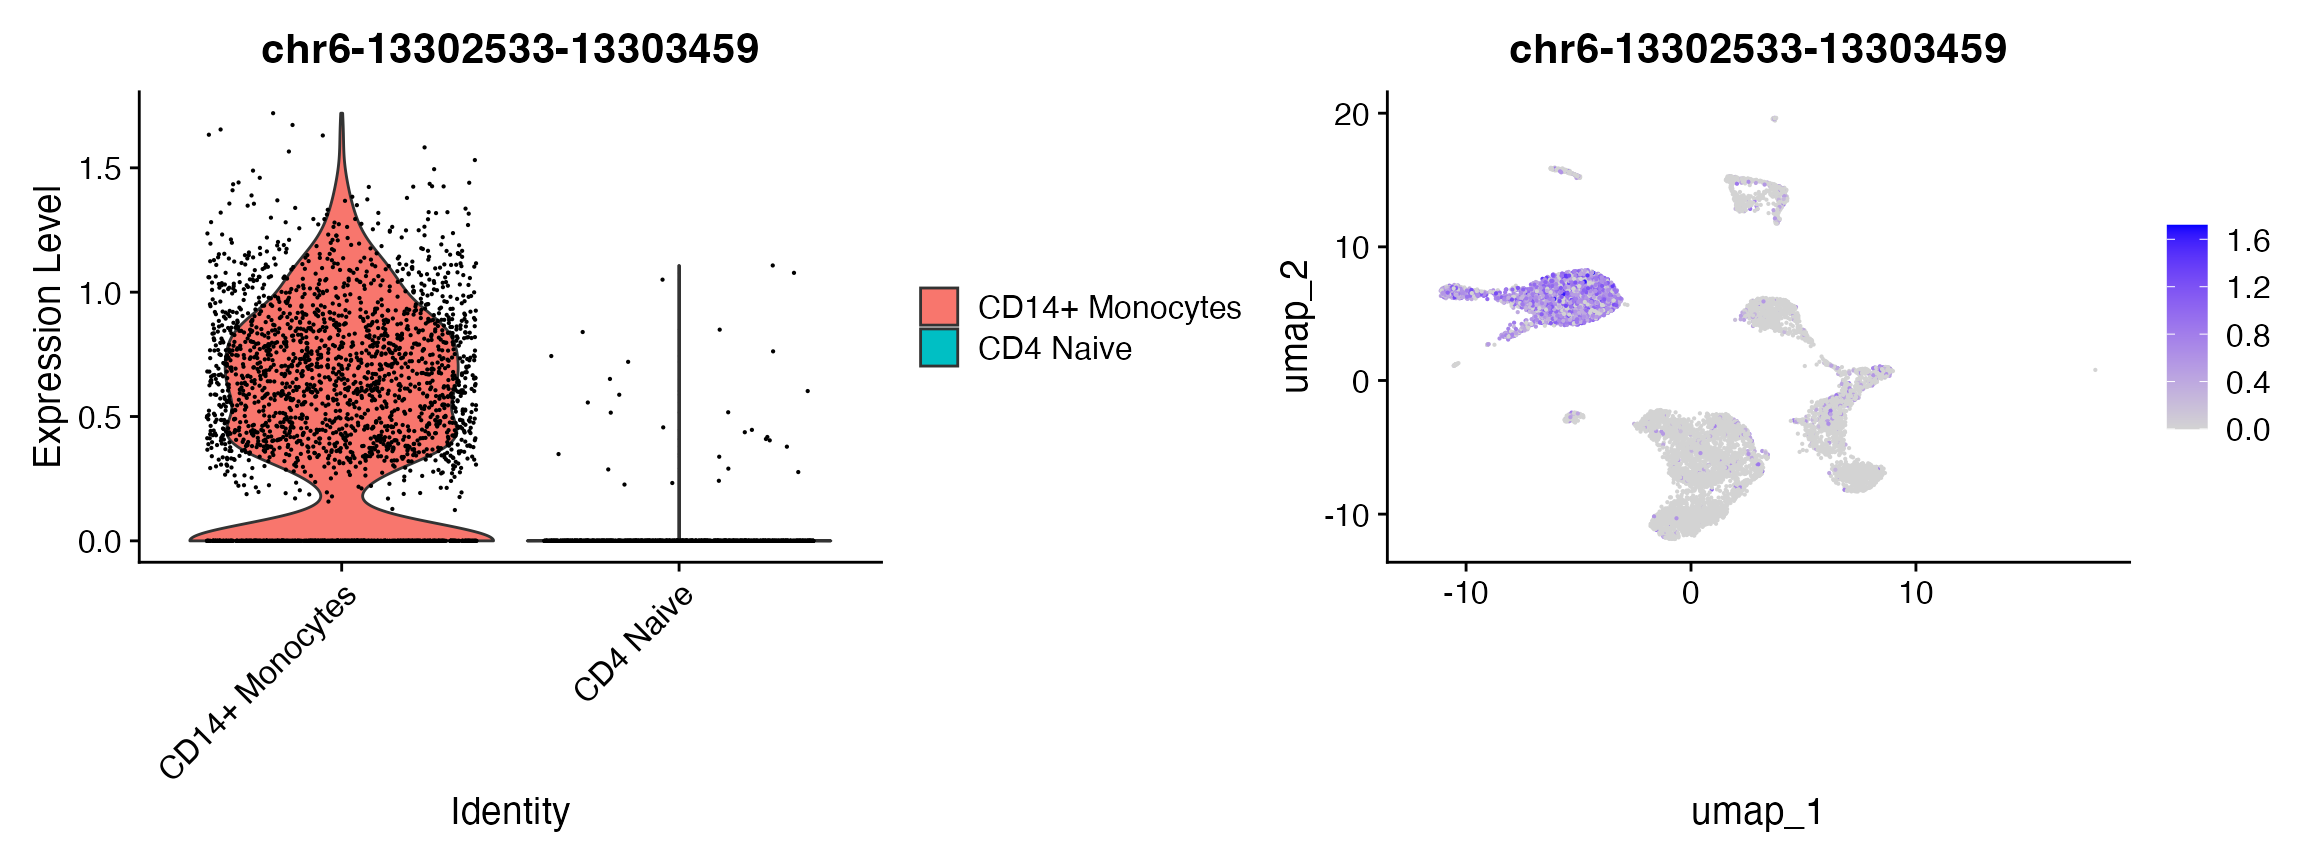 chr6-13302533-13303459
Expression Level
1.5
1.0
0.5
0.0
CD14+ Monocytes
CD4 Naive
Identity
CD14+ Monocytes
CD4 Naive
chr6-13302533-13303459
umap_2
20
10
0
-10
-10
0
10
umap_1
1.6
1.2
0.8
0.4
0.0